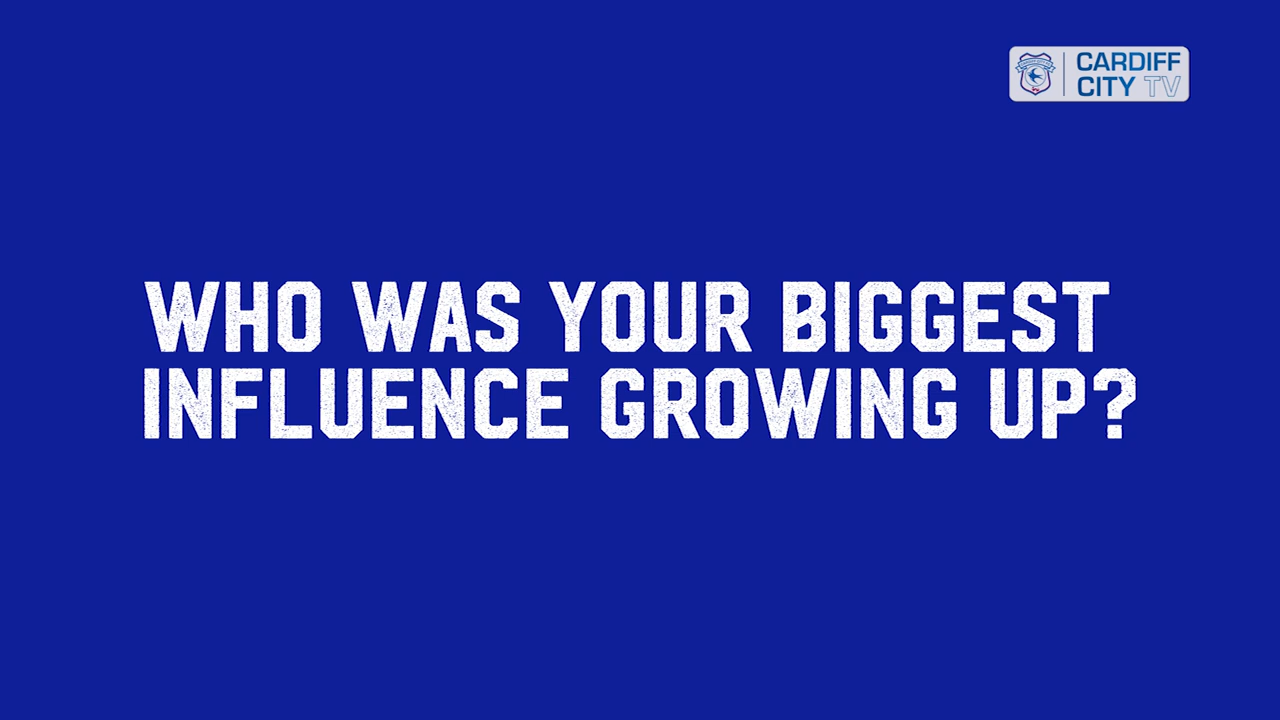 CARDIFF
CITY TV
WHO WAS YOUR BIGGEST
INFLUENCE GROWING UP?